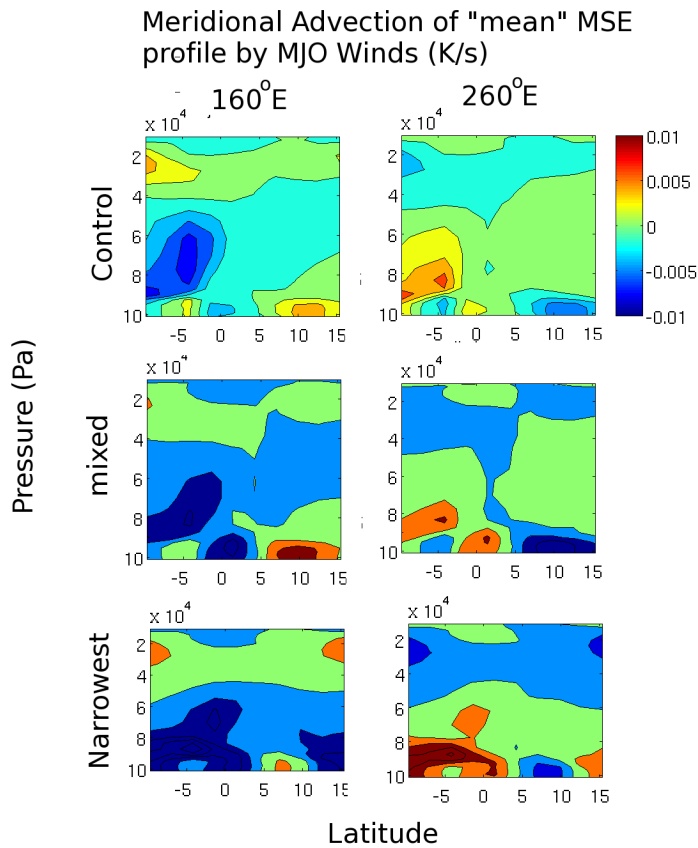 Meridional Advection of "mean" MSE
profile by MJO Winds (K/s)
160°E 260°E
x 10⁴ x 10⁴
2 2 0.01
4 4 0.005
6 6 0
8 8 -0.005
10 10 -0.01
-5 0 5 10 15 -5 0 5 10 15
Control
x 10⁴ x 10⁴
2 2
4 4
6 6
8 8
10 10
-5 0 5 10 15 -5 0 5 10 15
mixed
Pressure (Pa)
x 10⁴ x 10⁴
2 2
4 4
6 6
8 8
10 10
-5 0 5 10 15 -5 0 5 10 15
Narrowest
Latitude